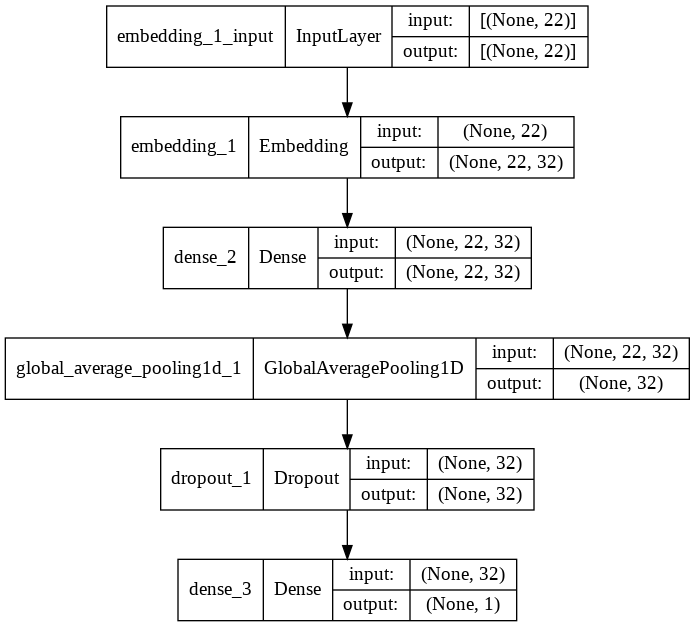 embedding_1_input InputLayer input: [(None, 22)]
output: [(None, 22)]
embedding_1 Embedding input: (None, 22)
output: (None, 22, 32)
dense_2 Dense input: (None, 22, 32)
output: (None, 22, 32)
global_average_pooling1d_1 GlobalAveragePooling1D input: (None, 22, 32)
output: (None, 32)
dropout_1 Dropout input: (None, 32)
output: (None, 32)
dense_3 Dense input: (None, 32)
output: (None, 1)